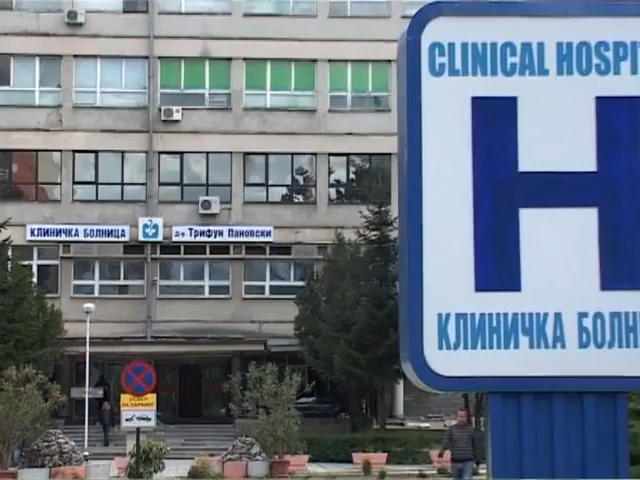 CLINICAL HOSPI
H
КЛИНИЧКА БОЛН
КЛИНИЧКА БОЛНИЦА
д-р Трифун Пановски